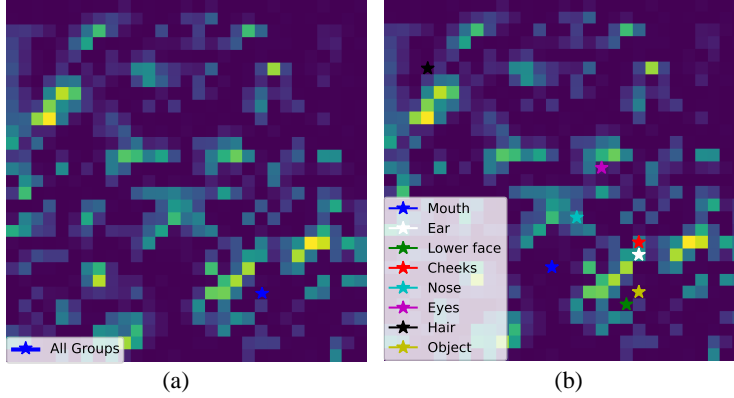 All Groups
(a)
Mouth
Ear
Lower face
Cheeks
Nose
Eyes
Hair
Object
(b)